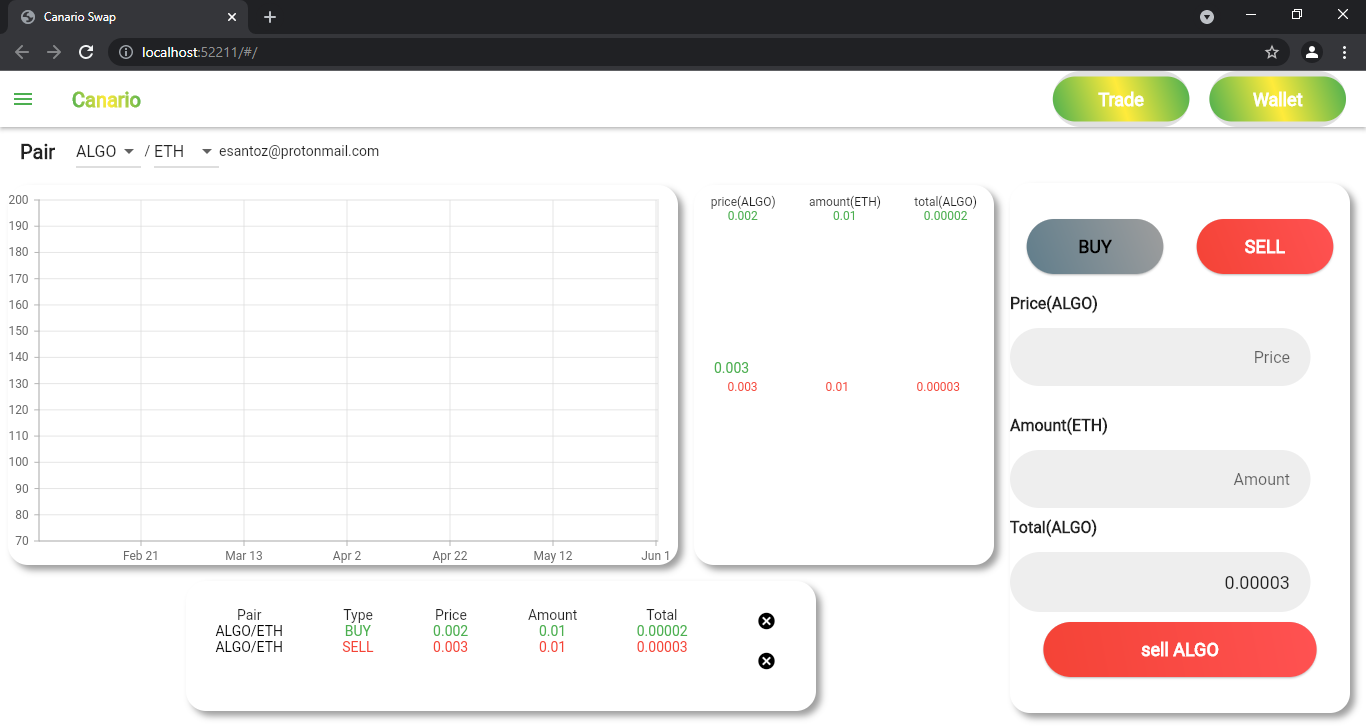 Canario Swap
localhost:52211/#/
Canario
Trade
Wallet
Pair ALGO / ETH esantoz@protonmail.com
200
190
180
170
160
150
140
130
120
110
100
90
80
70
Feb 21 Mar 13 Apr 2 Apr 22 May 12 Jun 1
price(ALGO) amount(ETH) total(ALGO)
0.002 0.01 0.00002
0.003
0.003 0.01 0.00003
BUY SELL
Price(ALGO)
Price
Amount(ETH)
Amount
Total(ALGO)
0.00003
sell ALGO
Pair Type Price Amount Total
ALGO/ETH BUY 0.002 0.01 0.00002
ALGO/ETH SELL 0.003 0.01 0.00003